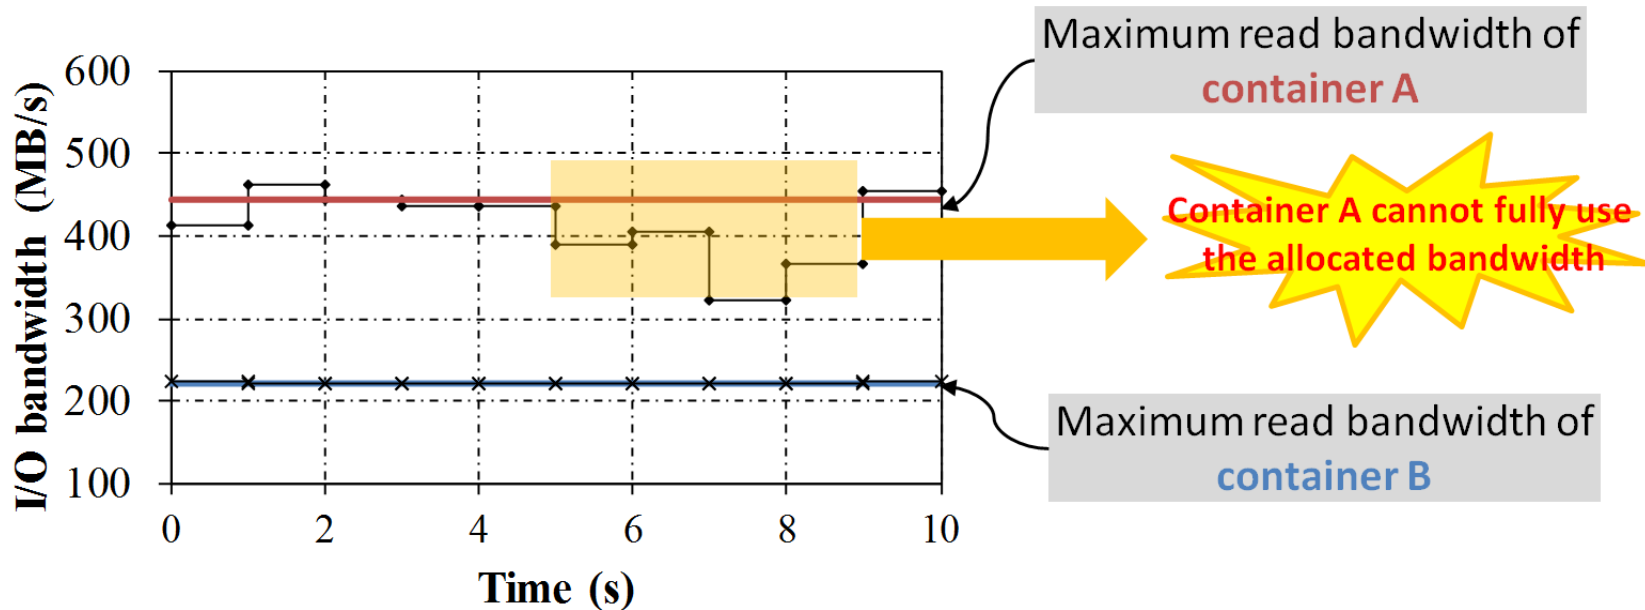 Maximum read bandwidth of
container A
600
500
400
300
200
100
I/O bandwidth (MB/s)
0 2 4 6 8 10
Time (s)
Container A cannot fully use
the allocated bandwidth
Maximum read bandwidth of
container B